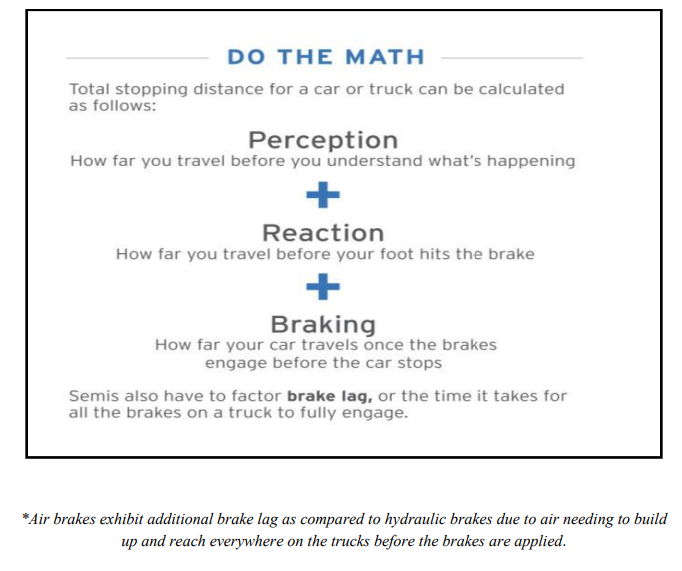 DO THE MATH
Total stopping distance for a car or truck can be calculated
as follows:
Perception
How far you travel before you understand what's happening
+
Reaction
How far you travel before your foot hits the brake
+
Braking
How far your car travels once the brakes
engage before the car stops
Semis also have to factor brake lag, or the time it takes for
all the brakes on a truck to fully engage.
*Air brakes exhibit additional brake lag as compared to hydraulic brakes due to air needing to build
up and reach everywhere on the trucks before the brakes are applied.